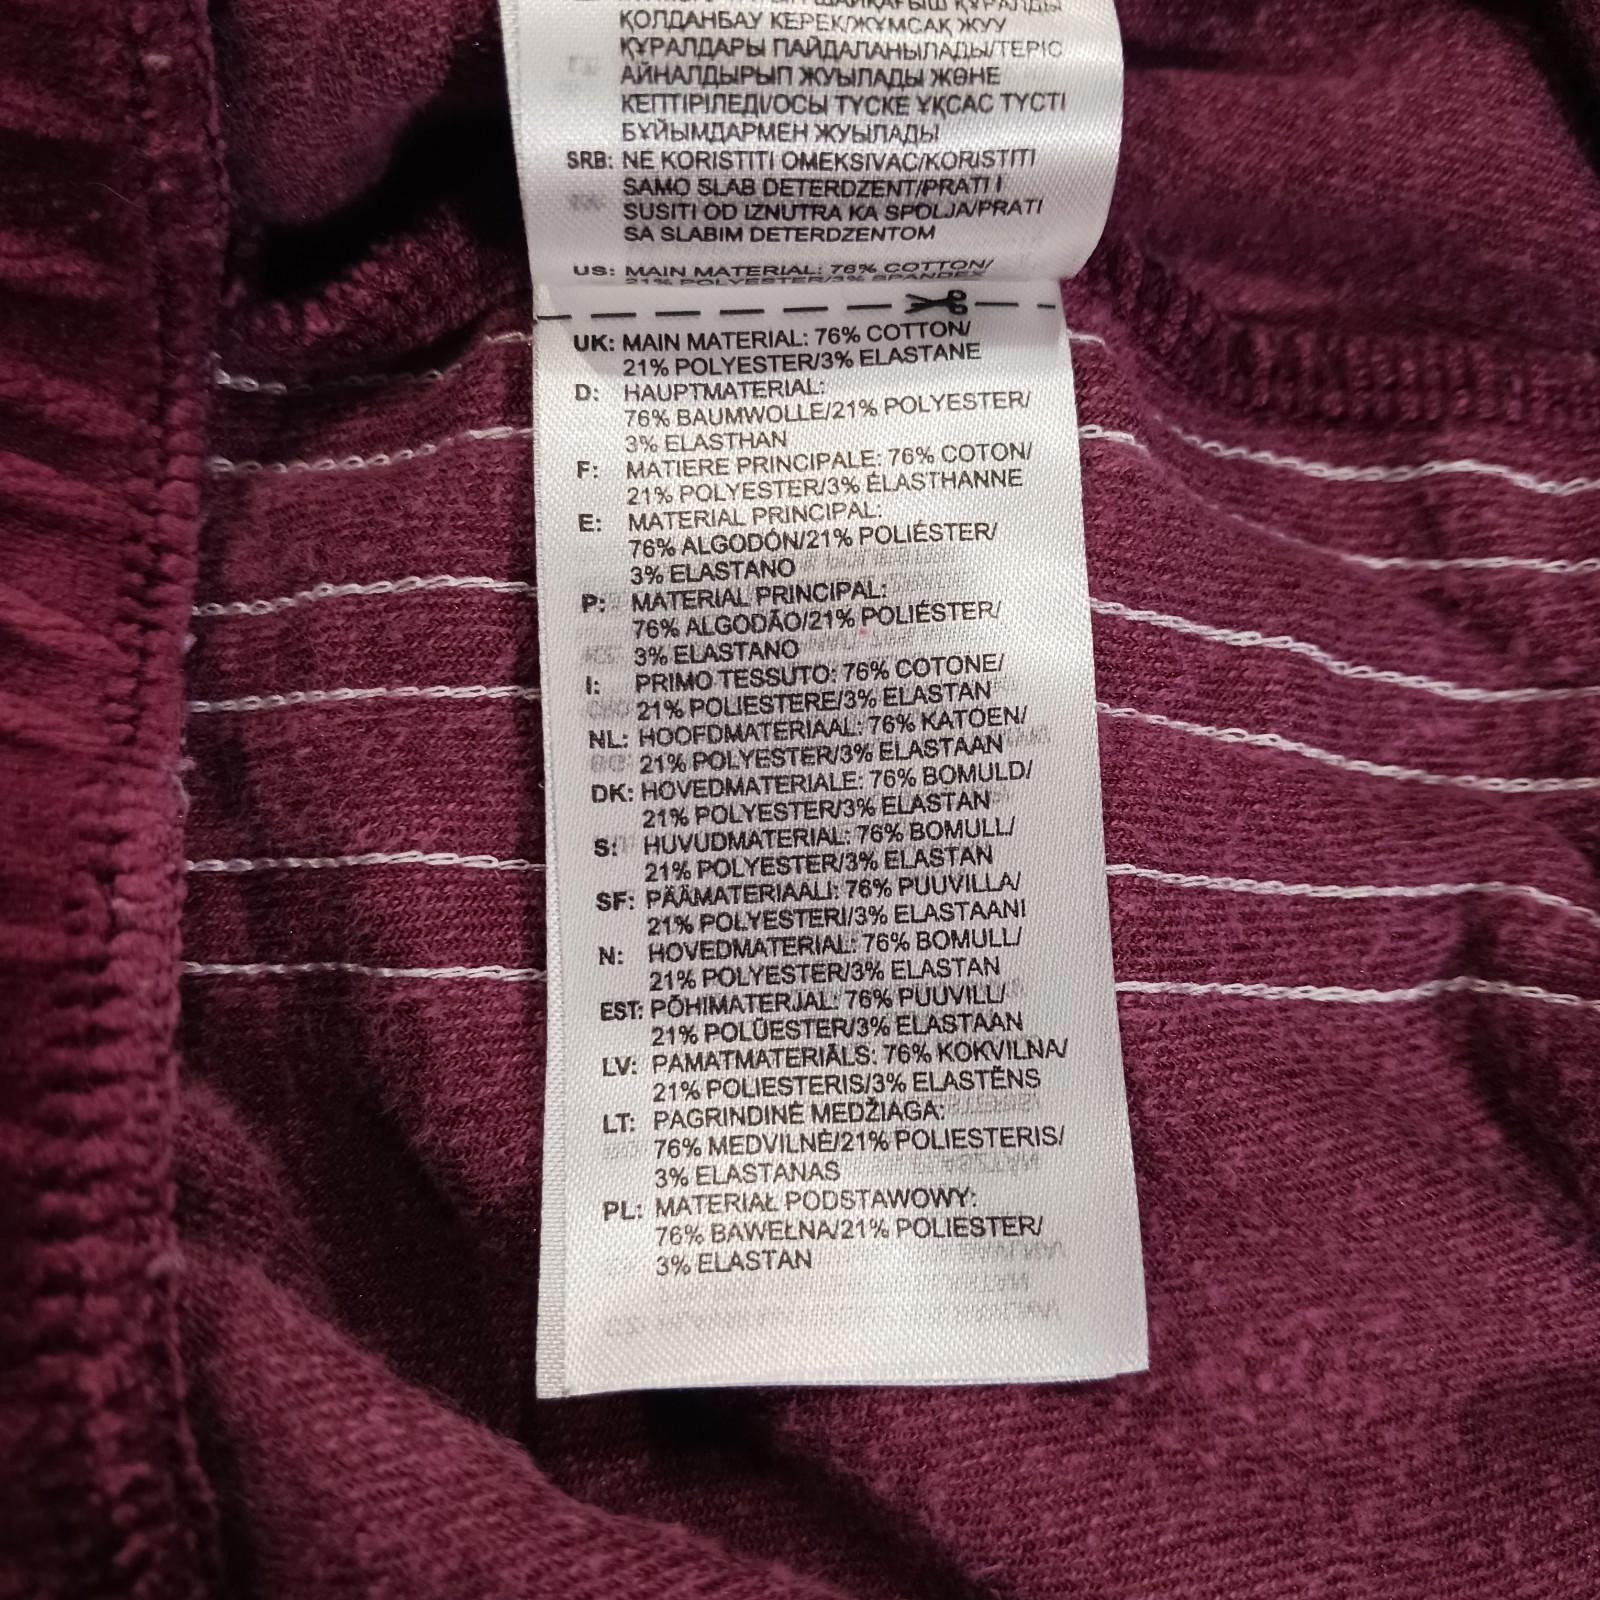 ҚОЛДАНБАУ КЕРЕК/ЖҰМСАҚ ЖУУ
ҚҰРАЛДАРЫ ПАЙДАЛАНЫЛАДЫ/ТЕРІС
АЙНАЛДЫРЫП ЖУЫЛАДЫ ЖӘНЕ
КЕПТІРІЛЕДІ/ОСЫ ТҮСКЕ ҰҚСАС ТҮСТІ
БҰЙЫМДАРМЕН ЖУЫЛАДЫ
SRB: NE KORISTITI OMEKSIVAC/KORISTITI
SAMO SLAB DETERDZENT/PRATI I
SUSITI OD IZNUTRA KA SPOLJA/PRATI
SA SLABIM DETERDZENTOM
US: MAIN MATERIAL: 76% COTTON/
21% POLYESTER/3% SPANDEX
UK: MAIN MATERIAL: 76% COTTON/
21% POLYESTER/3% ELASTANE
D: HAUPTMATERIAL:
76% BAUMWOLLE/21% POLYESTER/
3% ELASTHAN
F: MATIERE PRINCIPALE: 76% COTON/
21% POLYESTER/3% ÉLASTHANNE
E: MATERIAL PRINCIPAL:
76% ALGODÓN/21% POLIÉSTER/
3% ELASTANO
P: MATERIAL PRINCIPAL:
76% ALGODÃO/21% POLIÉSTER/
3% ELASTANO
I: PRIMO TESSUTO: 76% COTONE/
21% POLIESTERE/3% ELASTAN
NL: HOOFDMATERIAAL: 76% KATOEN/
21% POLYESTER/3% ELASTAAN
DK: HOVEDMATERIALE: 76% BOMULD/
21% POLYESTER/3% ELASTAN
S: HUVUDMATERIAL: 76% BOMULL/
21% POLYESTER/3% ELASTAN
SF: PÄÄMATERIAALI: 76% PUUVILLA/
21% POLYESTERI/3% ELASTAANI
N: HOVEDMATERIAL: 76% BOMULL/
21% POLYESTER/3% ELASTAN
EST: PÕHIMATERJAL: 76% PUUVILL/
21% POLÜESTER/3% ELASTAAN
LV: PAMATMATERIĀLS: 76% KOKVILNA/
21% POLIESTERIS/3% ELASTĒNS
LT: PAGRINDINĖ MEDŽIAGA:
76% MEDVILNĖ/21% POLIESTERIS/
3% ELASTANAS
PL: MATERIAŁ PODSTAWOWY:
76% BAWEŁNA/21% POLIESTER/
3% ELASTAN